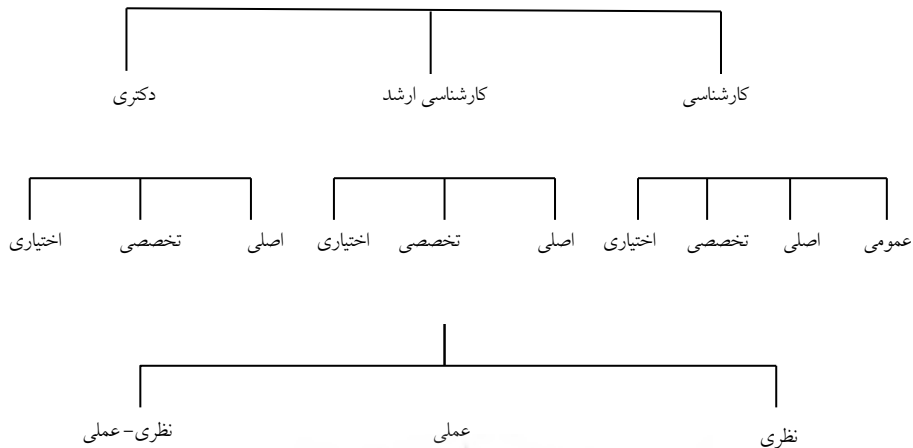 کارشناسی کارشناسی ارشد دکتری
عمومی اصلی تخصصی اختیاری اصلی تخصصی اختیاری اصلی تخصصی اختیاری
نظری عملی نظری-عملی